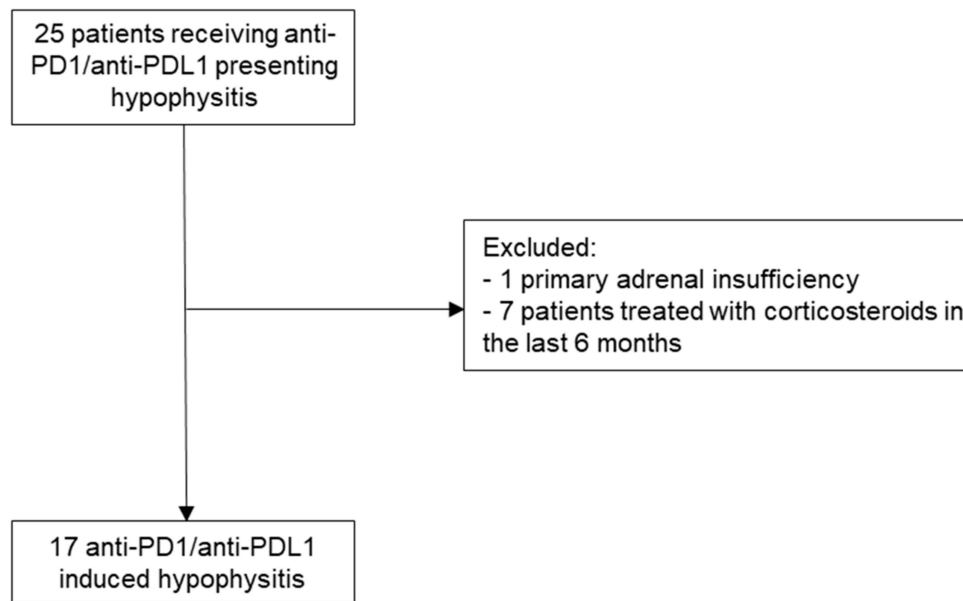 25 patients receiving anti-
PD1/anti-PDL1 presenting
hypophysitis
Excluded:
- 1 primary adrenal insufficiency
- 7 patients treated with corticosteroids in
the last 6 months
17 anti-PD1/anti-PDL1
induced hypophysitis